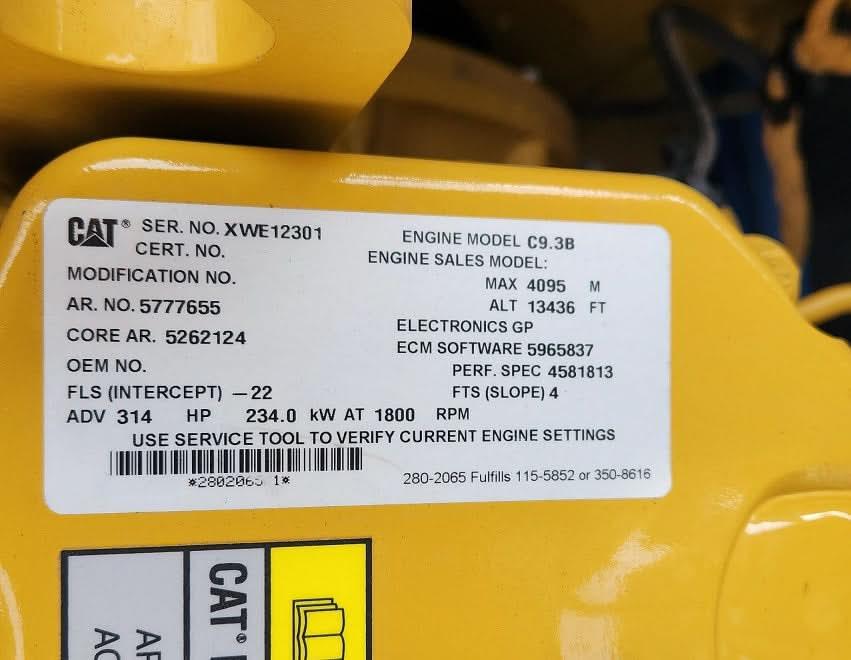 CAT® SER. NO. XWE12301
CERT. NO.
MODIFICATION NO.
AR. NO. 5777655
CORE AR. 5262124
OEM NO.
FLS (INTERCEPT) —22
ADV 314 HP 234.0 kW AT 1800 RPM
ENGINE MODEL C9.3B
ENGINE SALES MODEL:
MAX 4095 M
ALT 13436 FT
ELECTRONICS GP
ECM SOFTWARE 5965837
PERF. SPEC 4581813
FTS (SLOPE) 4
USE SERVICE TOOL TO VERIFY CURRENT ENGINE SETTINGS
280-2065 Fulfills 115-5852 or 350-8616
CAT®